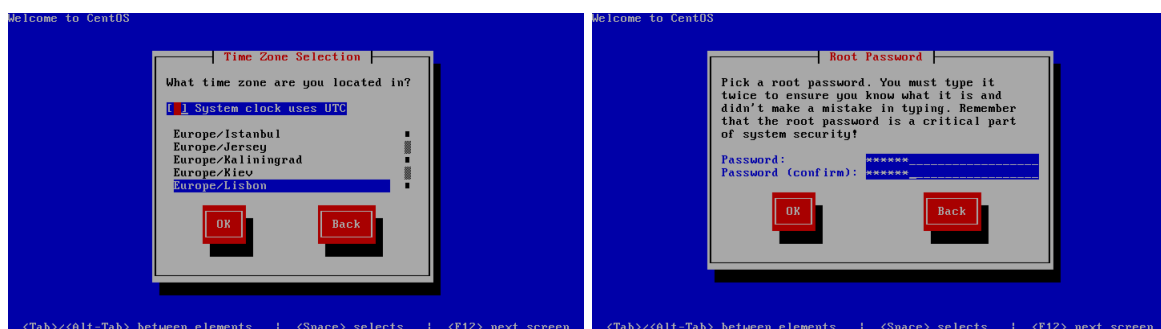 Welcome to CentOS
Time Zone Selection
What time zone are you located in?
[ ] System clock uses UTC
Europe/Istanbul
Europe/Jersey
Europe/Kaliningrad
Europe/Kiev
Europe/Lisbon
OK Back
<Tab>/<Alt-Tab> between elements | <Space> selects | <F12> next screen
Welcome to CentOS
Root Password
Pick a root password. You must type it
twice to ensure you know what it is and
didn't make a mistake in typing. Remember
that the root password is a critical part
of system security!
Password: ******___________________
Password (confirm): ******___________________
OK Back
<Tab>/<Alt-Tab> between elements | <Space> selects | <F12> next screen